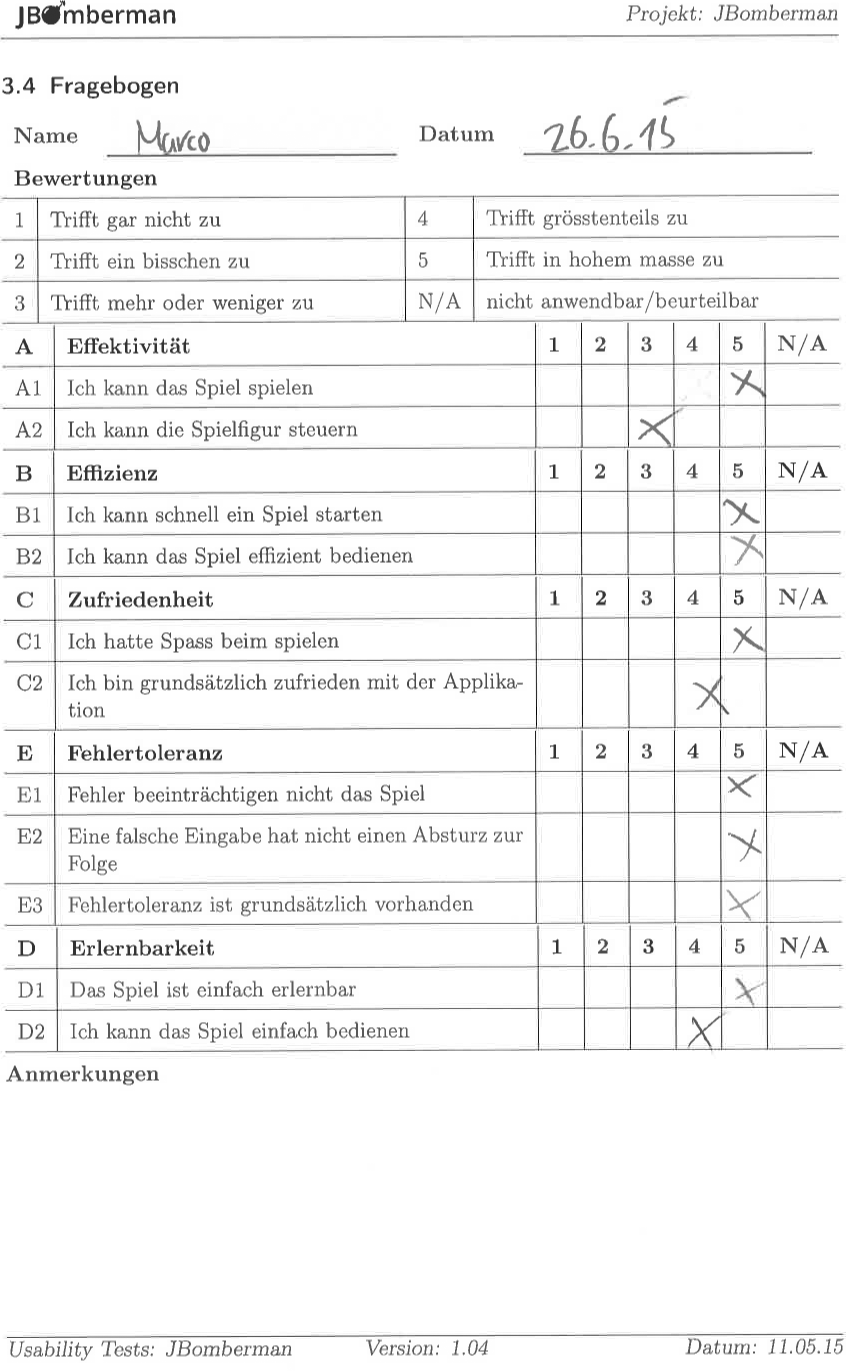 JBomberman Projekt: JBomberman
3.4 Fragebogen
Name Marco Datum 26.6.15
Bewertungen
1 Trifft gar nicht zu 4 Trifft grösstenteils zu
2 Trifft ein bisschen zu 5 Trifft in hohem masse zu
3 Trifft mehr oder weniger zu N/A nicht anwendbar/beurteilbar
A Effektivität 1 2 3 4 5 N/A
A1 Ich kann das Spiel spielen X
A2 Ich kann die Spielfigur steuern X
B Effizienz 1 2 3 4 5 N/A
B1 Ich kann schnell ein Spiel starten X
B2 Ich kann das Spiel effizient bedienen X
C Zufriedenheit 1 2 3 4 5 N/A
C1 Ich hatte Spass beim spielen X
C2 Ich bin grundsätzlich zufrieden mit der Applika- X
tion
E Fehlertoleranz 1 2 3 4 5 N/A
E1 Fehler beeinträchtigen nicht das Spiel X
E2 Eine falsche Eingabe hat nicht einen Absturz zur X
Folge
E3 Fehlertoleranz ist grundsätzlich vorhanden X
D Erlernbarkeit 1 2 3 4 5 N/A
D1 Das Spiel ist einfach erlernbar X
D2 Ich kann das Spiel einfach bedienen X
Anmerkungen
Usability Tests: JBomberman Version: 1.04 Datum: 11.05.15